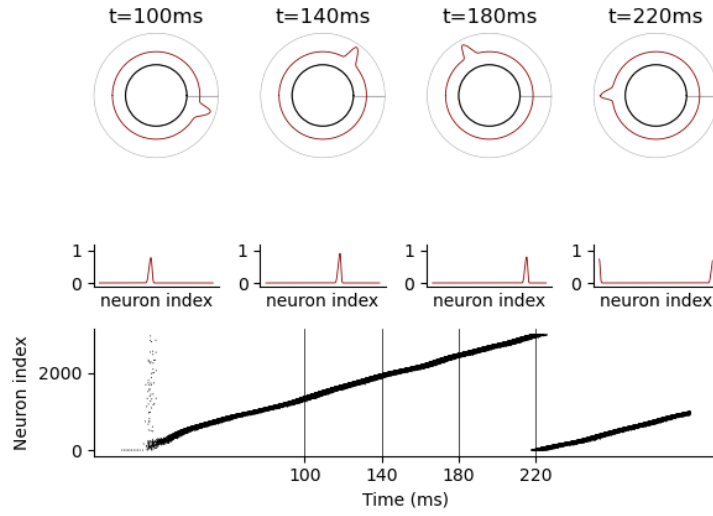 t=100ms t=140ms t=180ms t=220ms
1 1 1 1
0 0 0 0
neuron index neuron index neuron index neuron index
Neuron index
2000
0
100 140 180 220
Time (ms)